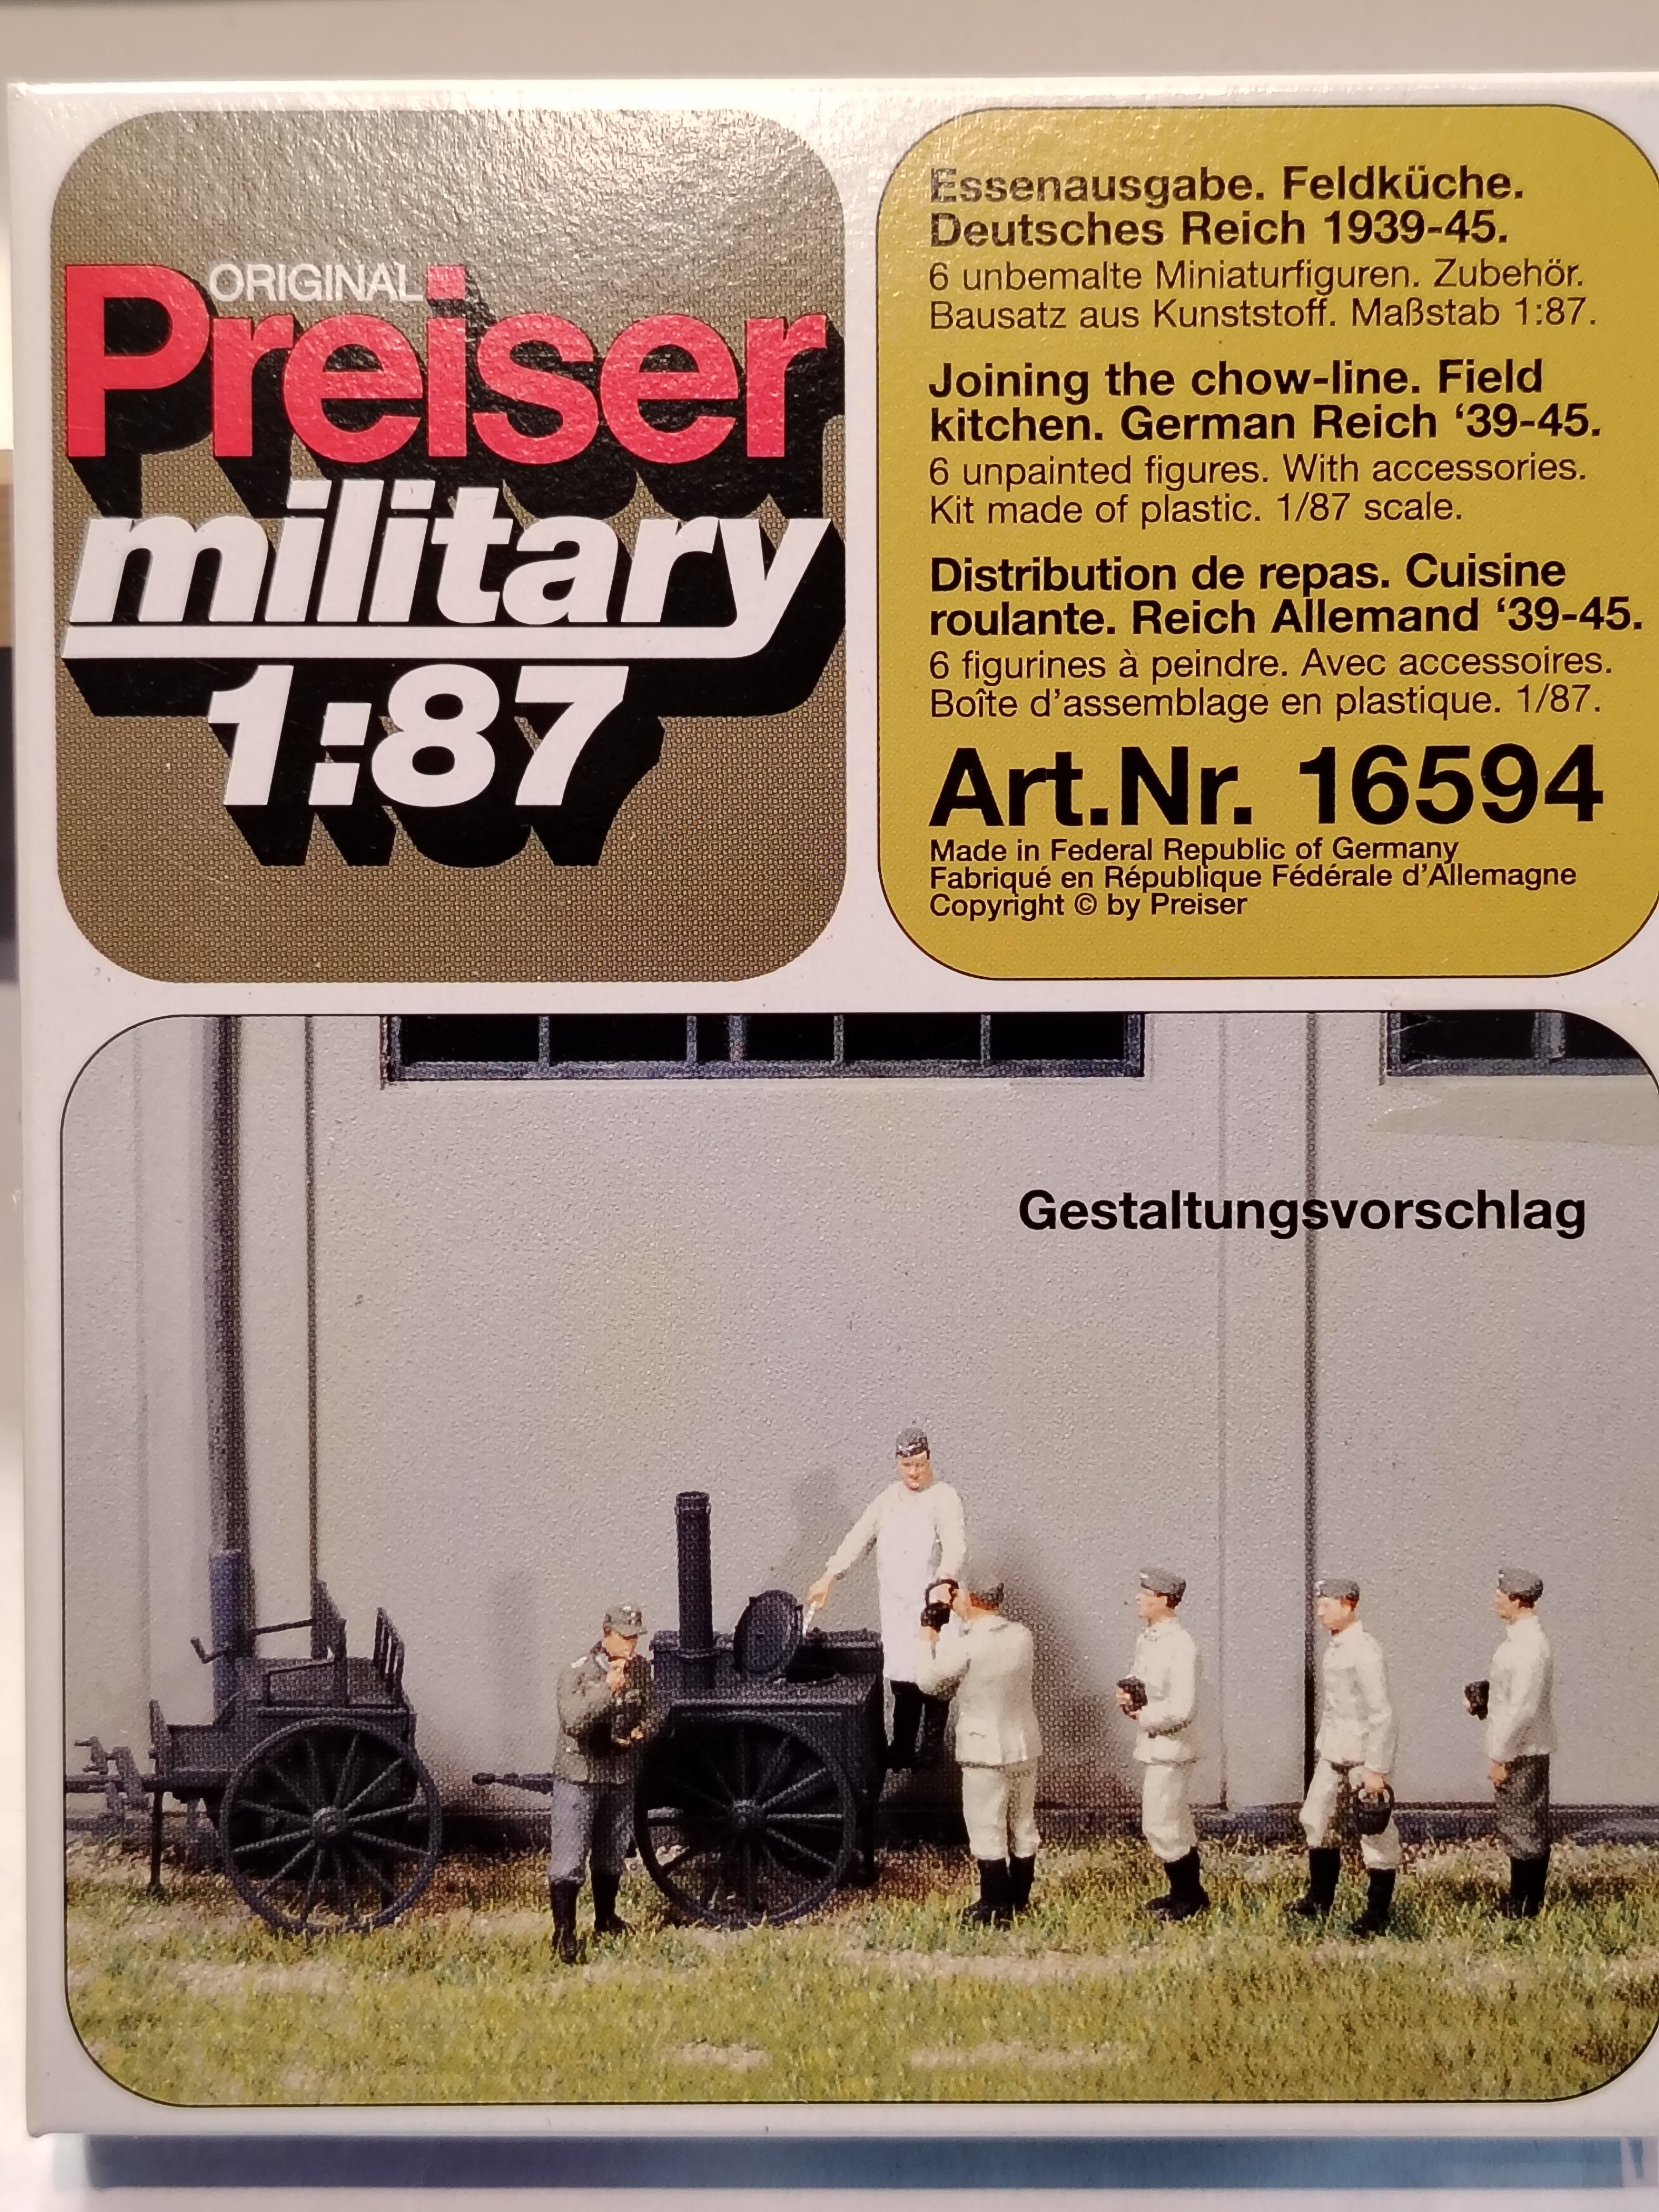 ORIGINAL
Preiser
military
1:87
Essenausgabe. Feldküche.
Deutsches Reich 1939-45.
6 unbemalte Miniaturfiguren. Zubehör.
Bausatz aus Kunststoff. Maßstab 1:87.
Joining the chow-line. Field
kitchen. German Reich ‘39-45.
6 unpainted figures. With accessories.
Kit made of plastic. 1/87 scale.
Distribution de repas. Cuisine
roulante. Reich Allemand ‘39-45.
6 figurines à peindre. Avec accessoires.
Boîte d’assemblage en plastique. 1/87.
Art.Nr. 16594
Made in Federal Republic of Germany
Fabriqué en République Fédérale d’Allemagne
Copyright © by Preiser
Gestaltungsvorschlag